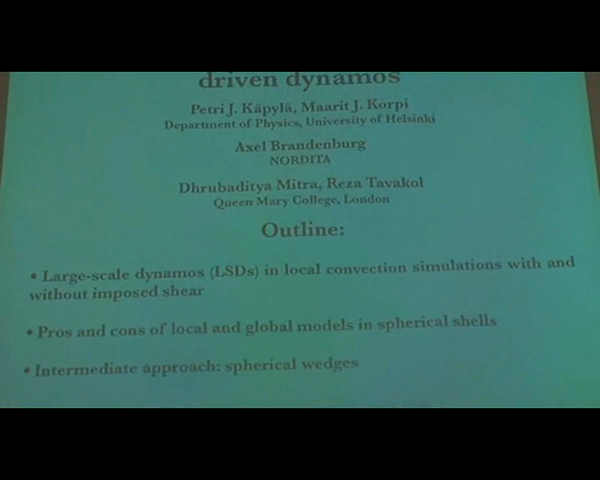 driven dynamos
Petri J. Käpylä, Maarit J. Korpi
Department of Physics, University of Helsinki
Axel Brandenburg
NORDITA
Dhrubaditya Mitra, Reza Tavakol
Queen Mary College, London
Outline:
• Large-scale dynamos (LSDs) in local convection simulations with and
without imposed shear
• Pros and cons of local and global models in spherical shells
• Intermediate approach: spherical wedges